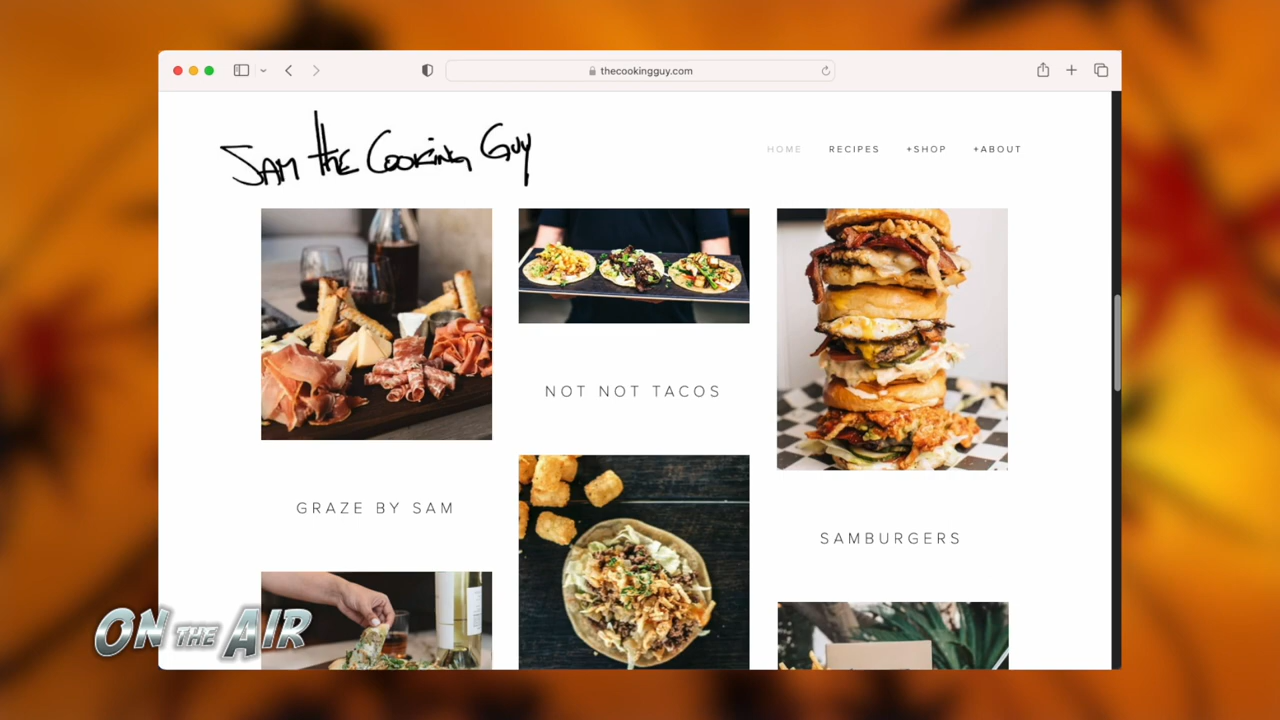 thecookingguy.com
SAM THE COOKING GUY
HOME RECIPES +SHOP +ABOUT
NOT NOT TACOS
GRAZE BY SAM
SAMBURGERS
ON THE AIR